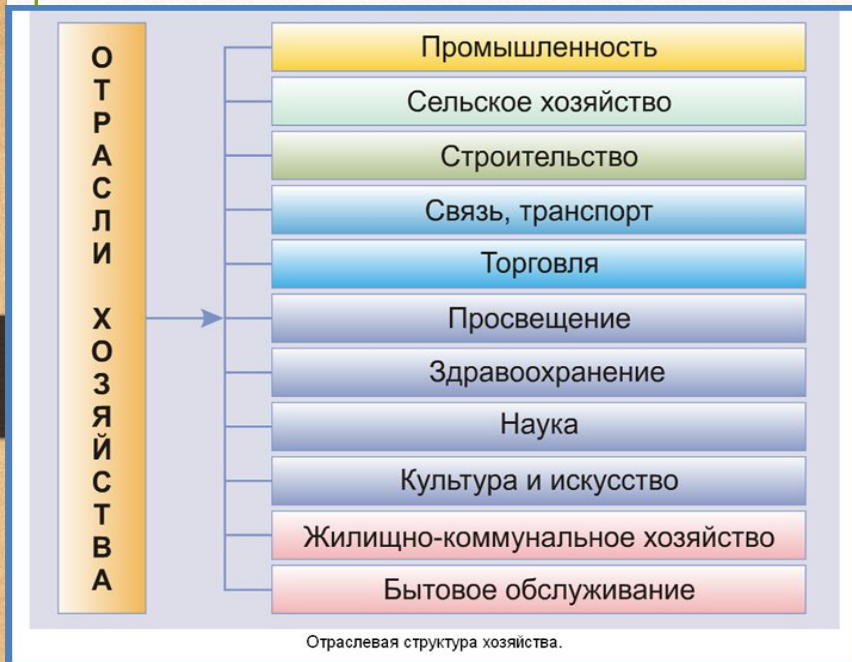 ОТРАСЛИ ХОЗЯЙСТВА
Промышленность
Сельское хозяйство
Строительство
Связь, транспорт
Торговля
Просвещение
Здравоохранение
Наука
Культура и искусство
Жилищно-коммунальное хозяйство
Бытовое обслуживание
Отраслевая структура хозяйства.